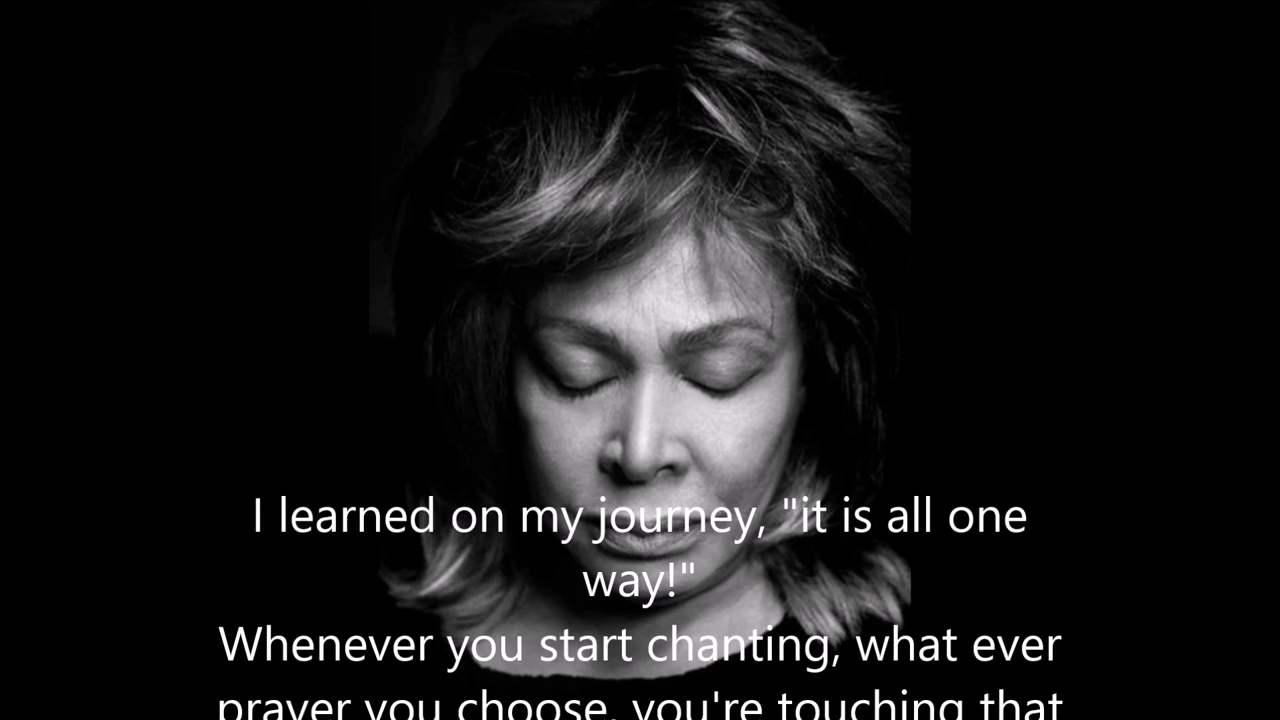 I learned on my journey, "it is all one
way!"
Whenever you start chanting, what ever
prayer you choose, you're touching that